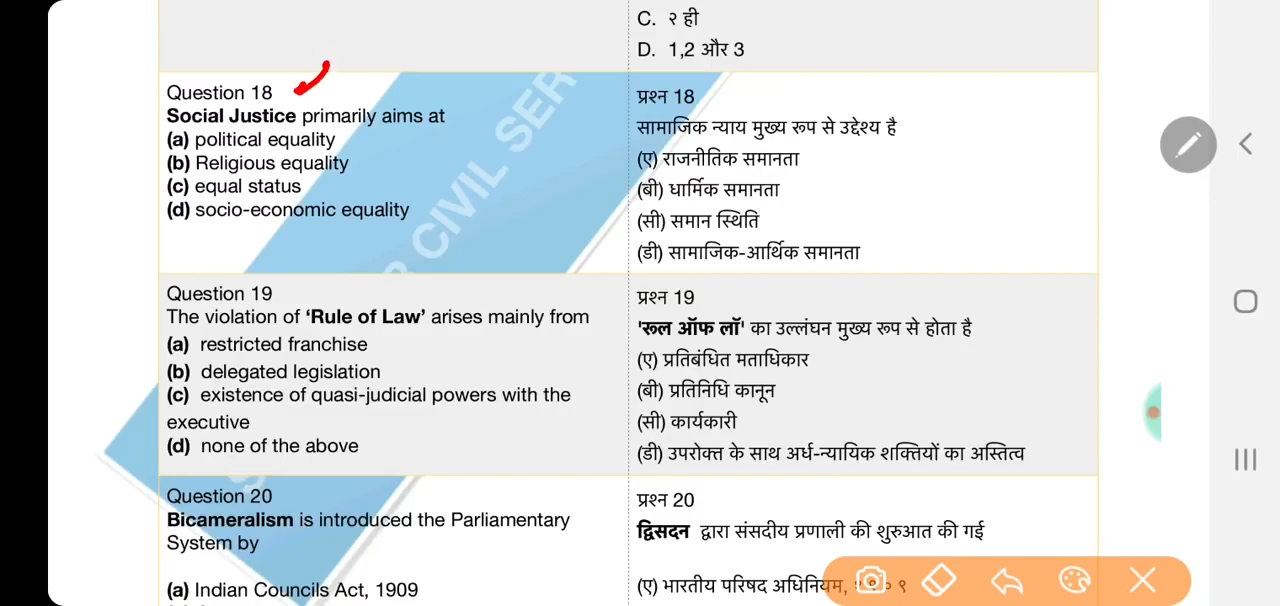 C. २ ही
D. 1,2 और 3
Question 18
Social Justice primarily aims at
(a) political equality
(b) Religious equality
(c) equal status
(d) socio-economic equality
प्रश्न 18
सामाजिक न्याय मुख्य रूप से उद्देश्य है
(ए) राजनीतिक समानता
(बी) धार्मिक समानता
(सी) समान स्थिति
(डी) सामाजिक-आर्थिक समानता
Question 19
The violation of ‘Rule of Law’ arises mainly from
(a) restricted franchise
(b) delegated legislation
(c) existence of quasi-judicial powers with the
executive
(d) none of the above
प्रश्न 19
'रूल ऑफ लॉ' का उल्लंघन मुख्य रूप से होता है
(ए) प्रतिबंधित मताधिकार
(बी) प्रतिनिधि कानून
(सी) कार्यकारी
(डी) उपरोक्त के साथ अर्ध-न्यायिक शक्तियों का अस्तित्व
Question 20
Bicameralism is introduced the Parliamentary
System by
(a) Indian Councils Act, 1909
प्रश्न 20
द्विसदन द्वारा संसदीय प्रणाली की शुरुआत की गई
(ए) भारतीय परिषद अधिनियम,
CIVIL SER